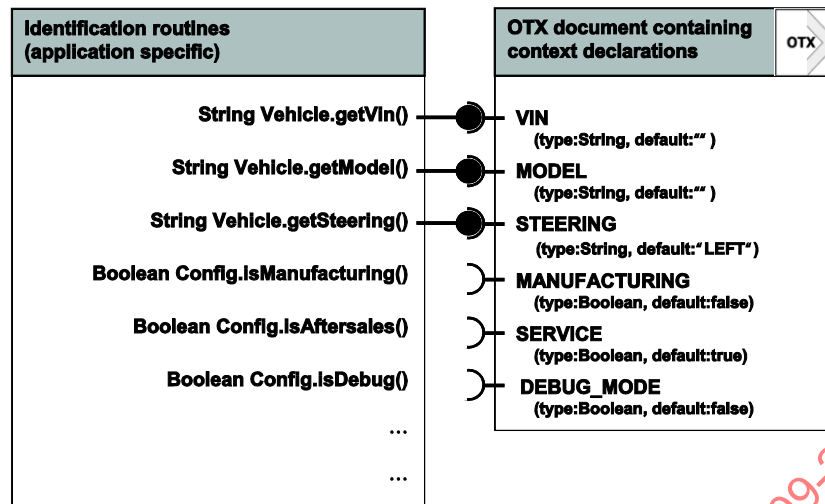 Identification routines
(application specific)
String Vehicle.getVin()
String Vehicle.getModel()
String Vehicle.getSteering()
Boolean Config.isManufacturing()
Boolean Config.isAftersales()
Boolean Config.isDebug()
...
...
OTX document containing
context declarations
OTX
VIN
(type:String, default:"" )
MODEL
(type:String, default:"" )
STEERING
(type:String, default:"LEFT")
MANUFACTURING
(type:Boolean, default:false)
SERVICE
(type:Boolean, default:true)
DEBUG_MODE
(type:Boolean, default:false)